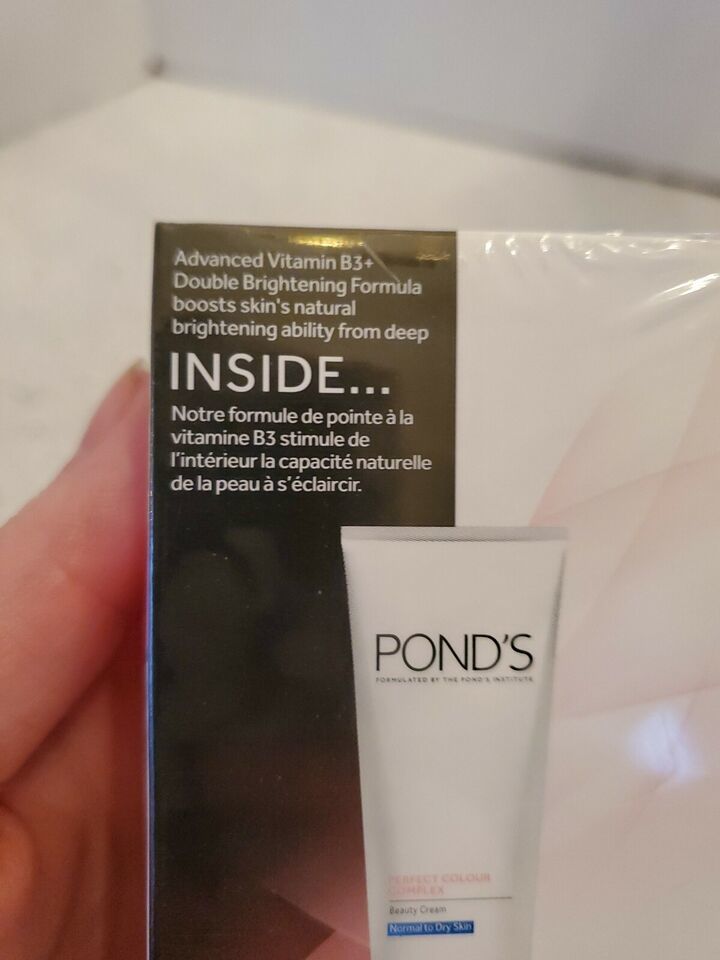 Advanced Vitamin B3+
Double Brightening Formula
boosts skin's natural
brightening ability from deep
INSIDE...
Notre formule de pointe à la
vitamine B3 stimule de
l'intérieur la capacité naturelle
de la peau à s'éclaircir.
POND'S
FORMULATED BY THE POND'S INSTITUTE
PERFECT COLOUR
COMPLEX
Beauty Cream
Normal to Dry Skin